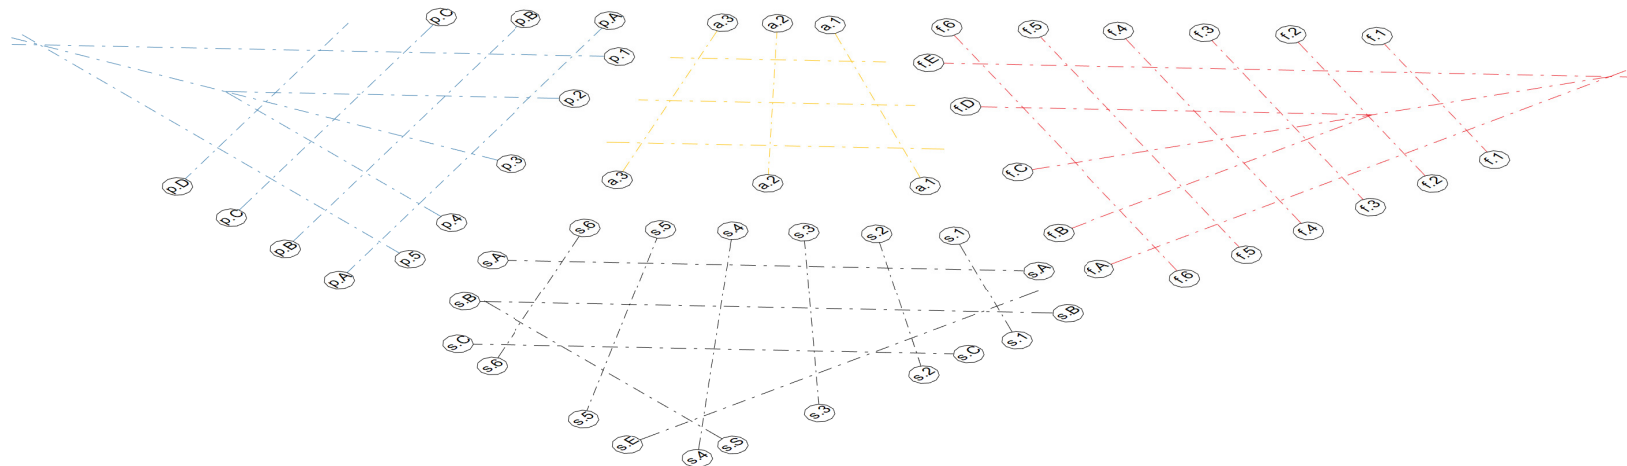 p.C
p.B
p.A
p.1
p.2
p.3
p.D
p.C
p.B
p.A
p.4
p.5
a.3
a.2
a.1
a.3
a.2
a.1
f.6
f.5
f.4
f.3
f.2
f.1
f.E
f.D
f.C
f.B
f.A
f.1
f.2
f.3
f.4
f.5
f.6
s.6
s.5
s.4
s.3
s.2
s.1
s.A
s.A
s.B
s.B
s.C
s.C
s.6
s.1
s.2
s.5
s.3
s.E
s.S
s.4